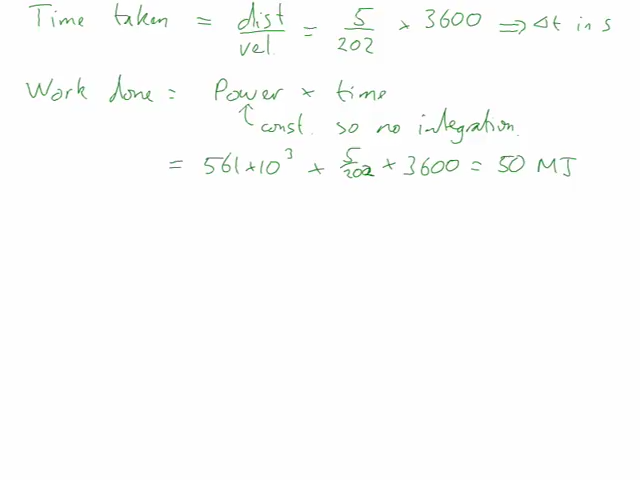 Time taken = dist/vel. = 5/202 × 3600 ⟹ Δt in s
Work done = Power × time
const. so no integration.
= 561×10³ × 5/202 × 3600 = 50 MJ